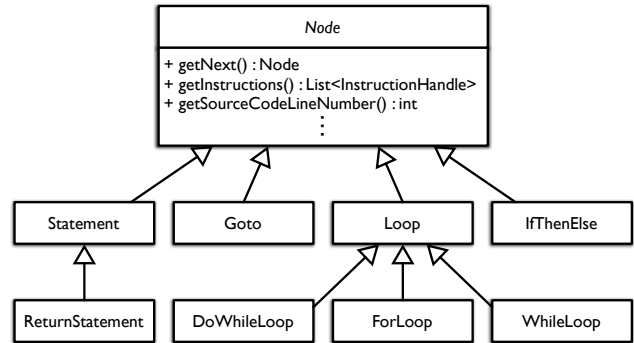 Node
+ getNext() : Node
+ getInstructions() : List<InstructionHandle>
+ getSourceCodeLineNumber() : int
⋮
Statement
Goto
Loop
IfThenElse
ReturnStatement
DoWhileLoop
ForLoop
WhileLoop